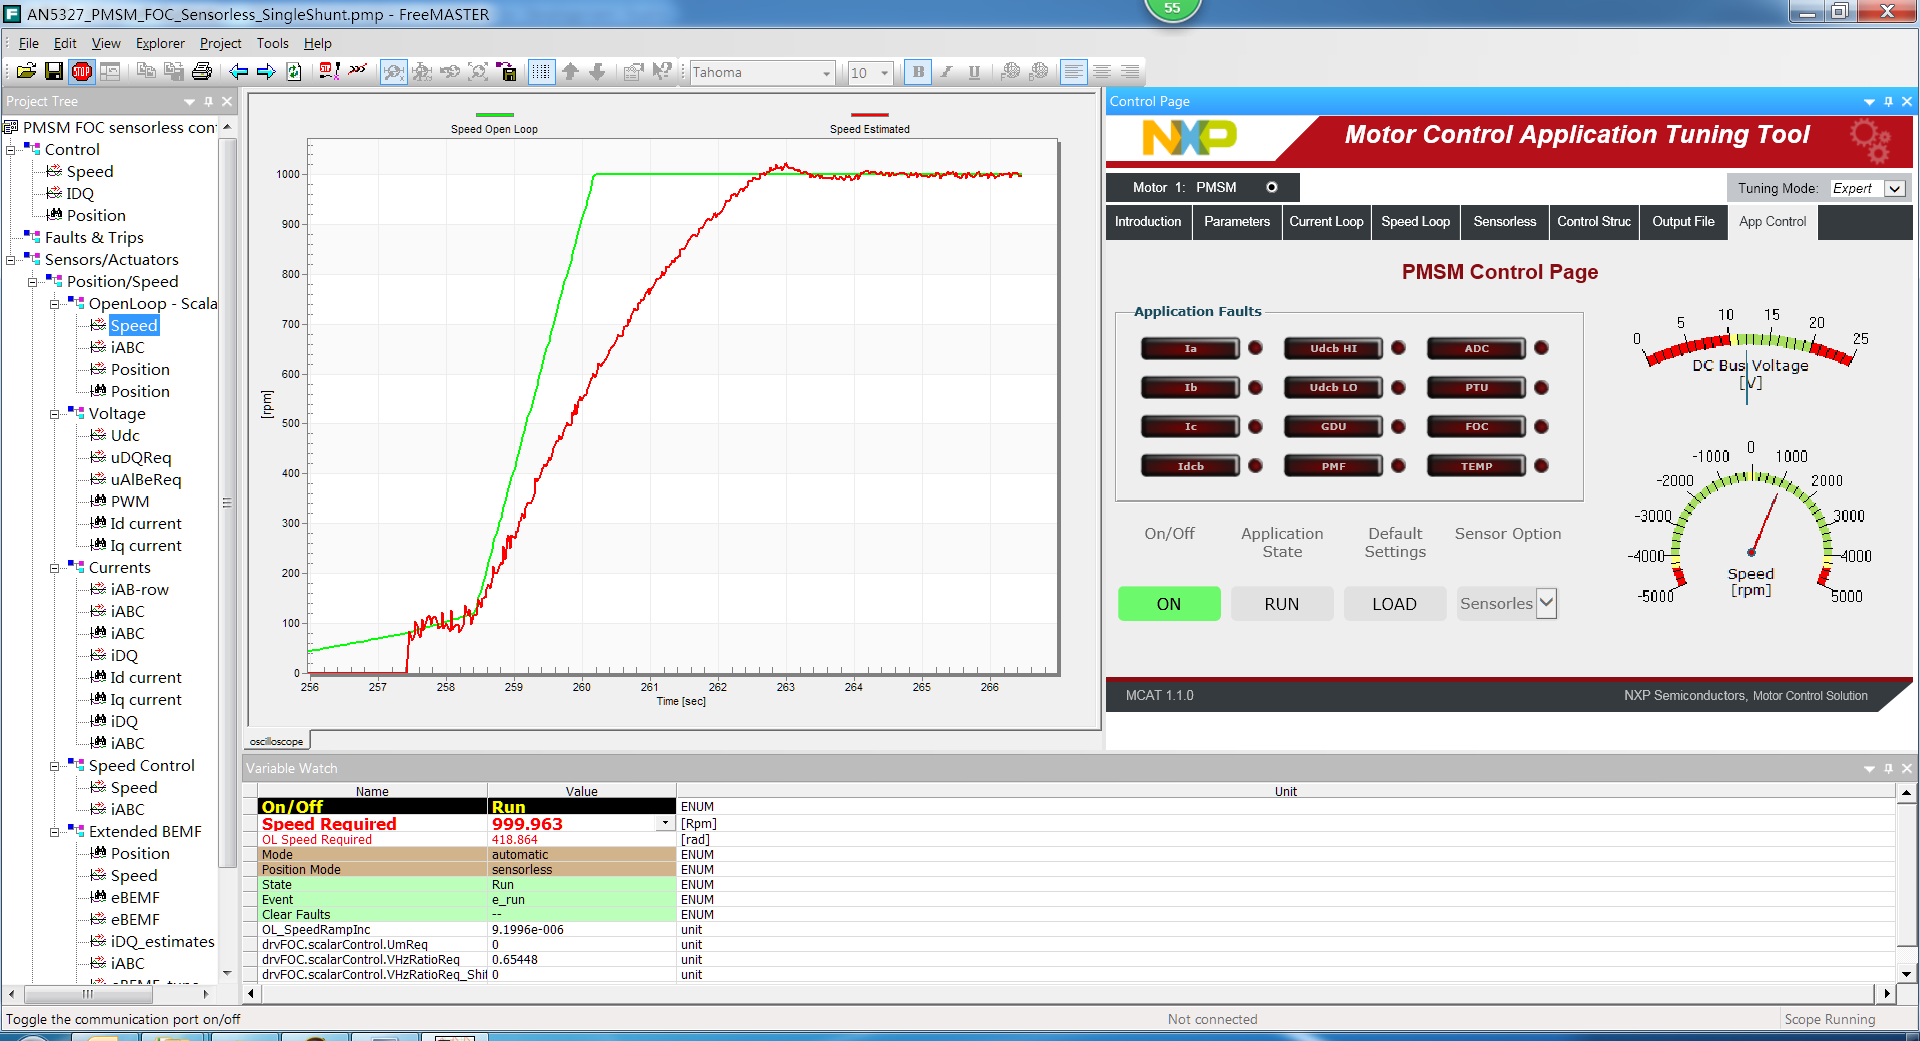 AN5327_PMSM_FOC_Sensorless_SingleShunt.pmp - FreeMASTER
55
File Edit View Explorer Project Tools Help
Tahoma 10 B I U
Project Tree
PMSM FOC sensorless con
Control
Speed
IDQ
Position
Faults & Trips
Sensors/Actuators
Position/Speed
OpenLoop - Scala
Speed
iABC
Position
Position
Voltage
Udc
uDQReq
uAlBeReq
PWM
Id current
Iq current
Currents
iAB-row
iABC
iABC
iDQ
Id current
Iq current
iDQ
iABC
Speed Control
Speed
iABC
Extended BEMF
Position
Speed
eBEMF
eBEMF
iDQ_estimates
iABC
Speed Open Loop Speed Estimated
1000
900
800
700
600
500
400
300
200
100
0
[rpm]
256 257 258 259 260 261 262 263 264 265 266
Time [sec]
oscilloscope
Control Page
NXP Motor Control Application Tuning Tool
Motor 1: PMSM
Tuning Mode: Expert
Introduction Parameters Current Loop Speed Loop Sensorless Control Struc Output File App Control
PMSM Control Page
Application Faults
Ia Udcb HI ADC
Ib Udcb LO PTU
Ic GDU FOC
Idcb PMF TEMP
0 5 10 15 20 25
DC Bus Voltage
[V]
-5000 -4000 -3000 -2000 -1000 0 1000 2000 3000 4000 5000
Speed
[rpm]
On/Off Application State Default Settings Sensor Option
ON RUN LOAD Sensorles
MCAT 1.1.0 NXP Semiconductors, Motor Control Solution
Variable Watch
Name Value Unit
On/Off Run ENUM
Speed Required 999.963 [Rpm]
OL Speed Required 418.864 [rad]
Mode automatic ENUM
Position Mode sensorless ENUM
State Run ENUM
Event e_run ENUM
Clear Faults -- ENUM
OL_SpeedRampInc 9.1996e-006 unit
drvFOC.scalarControl.UmReq 0 unit
drvFOC.scalarControl.VHzRatioReq 0.65448 unit
drvFOC.scalarControl.VHzRatioReq_Shif 0 unit
Toggle the communication port on/off Not connected Scope Running